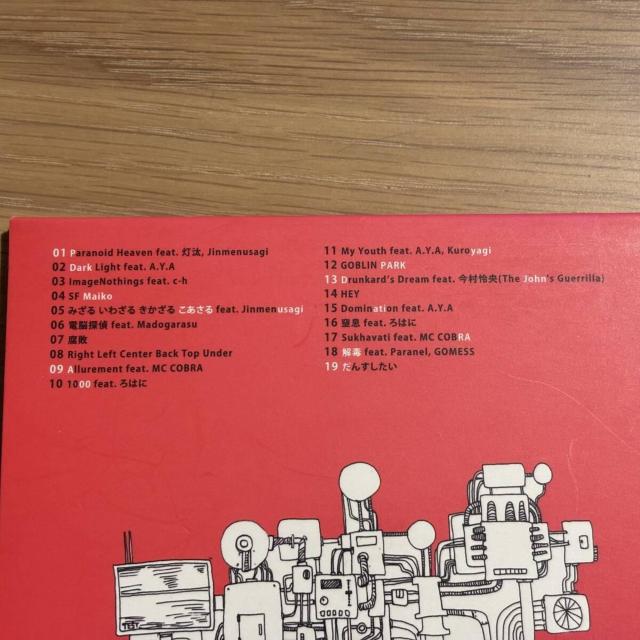 01 Paranoid Heaven feat. 灯汰, Jinmenusagi
02 Dark Light feat. A.Y.A
03 ImageNothings feat. c-h
04 SF Maiko
05 みざる いわざる きかざる こあさる feat. Jinmenusagi
06 電脳探偵 feat. Madogarasu
07 腐敗
08 Right Left Center Back Top Under
09 Allurement feat. MC COBRA
10 1000 feat. ろはに
11 My Youth feat. A.Y.A, Kuroyagi
12 GOBLIN PARK
13 Drunkard's Dream feat. 今村怜央(The John's Guerrilla)
14 HEY
15 Domination feat. A.Y.A
16 窒息 feat. ろはに
17 Sukhavati feat. MC COBRA
18 解毒 feat. Paranel, GOMESS
19 だんすしたい
TEST